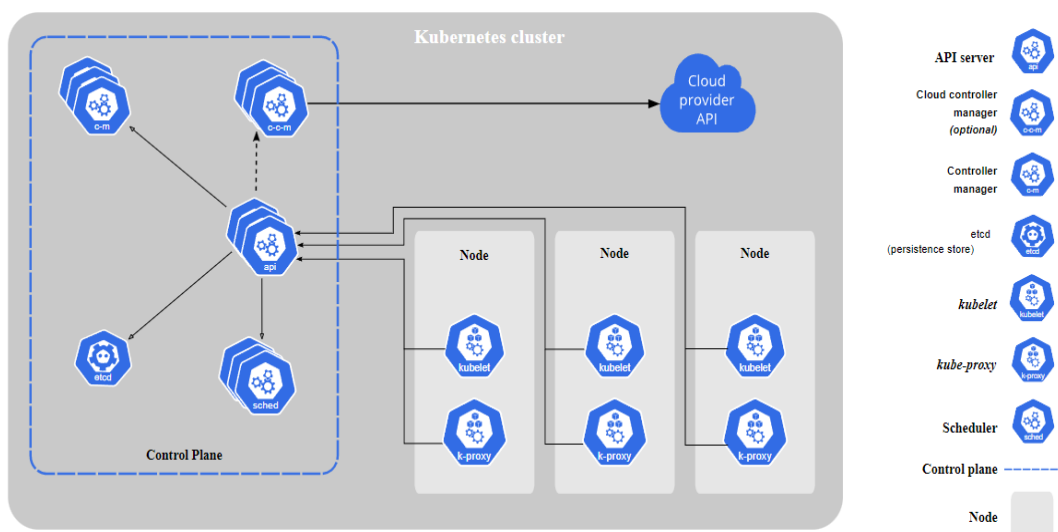 Kubernetes cluster
c-m
c-c-m
Cloud
provider
API
api
etcd
sched
Control Plane
Node
Node
Node
kubelet
kubelet
kubelet
k-proxy
k-proxy
k-proxy
API server
api
Cloud controller
manager
(optional)
c-c-m
Controller
manager
c-m
etcd
(persistence store)
etcd
kubelet
kubelet
kube-proxy
k-proxy
Scheduler
sched
Control plane
Node